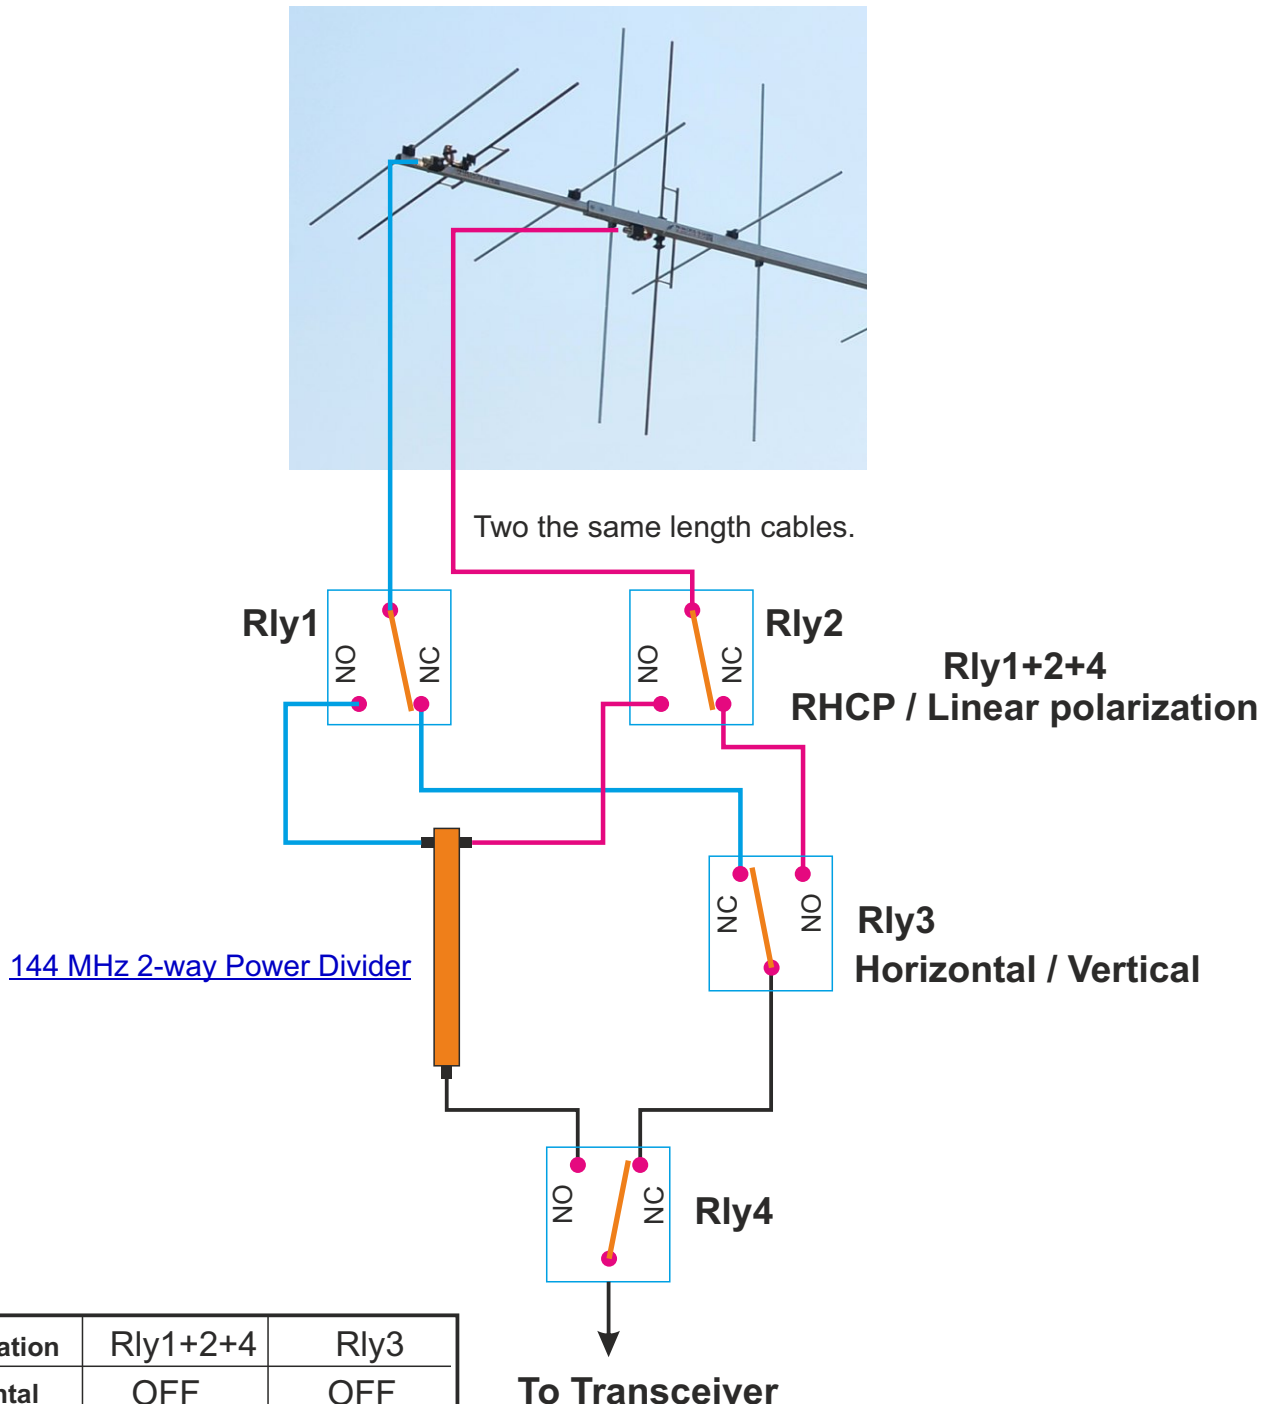 Two the same length cables.
Rly1
NO
NC
Rly2
NO
NC
Rly1+2+4
RHCP / Linear polarization
NC
NO
Rly3
Horizontal / Vertical
144 MHz 2-way Power Divider
NO
NC
Rly4
ation Rly1+2+4 Rly3
ntal OFF OFF
To Transceiver